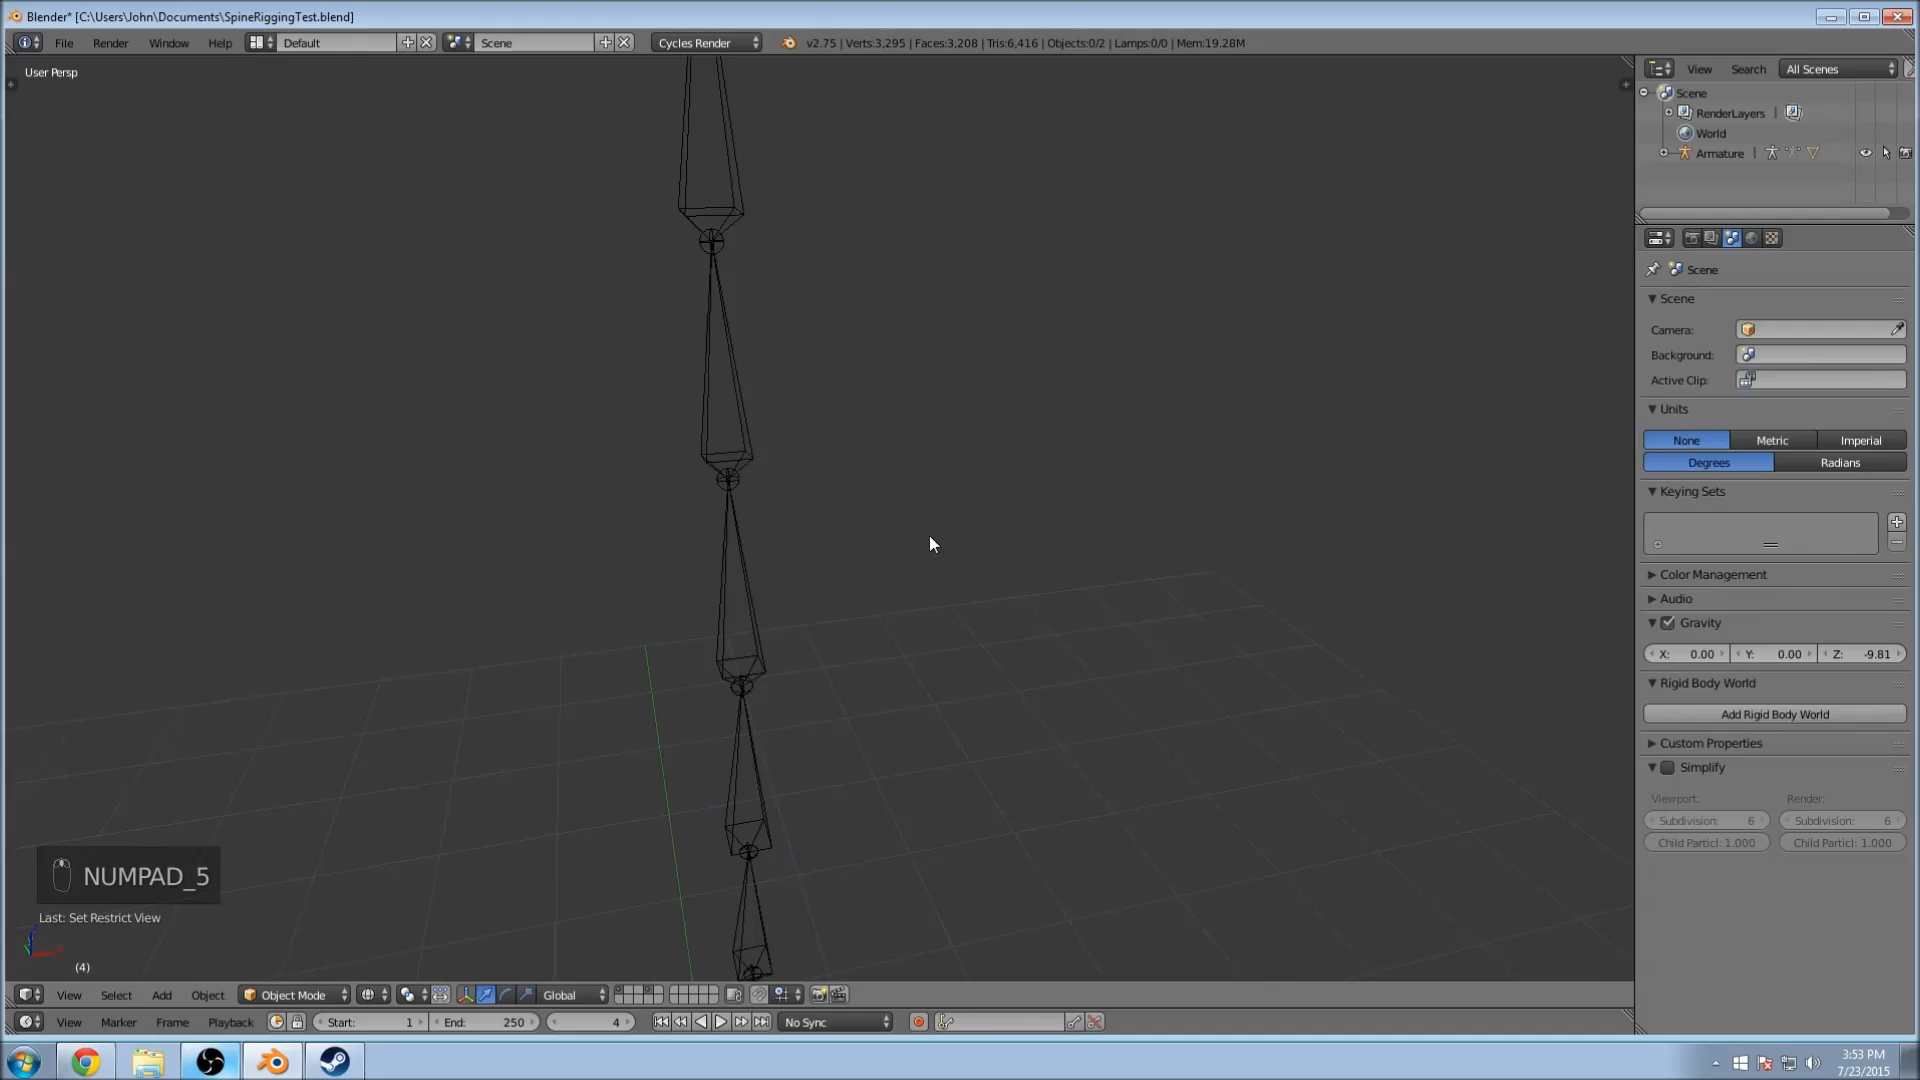 Blender* [C:\Users\John\Documents\SpineRiggingTest.blend]
File Render Window Help Default Scene Cycles Render v2.75 | Verts:3,295 | Faces:3,208 | Tris:6,416 | Objects:0/2 | Lamps:0/0 | Mem:19.28M
User Persp
View Search All Scenes
Scene
RenderLayers
World
Armature
Scene
Scene
Camera:
Background:
Active Clip:
Units
None Metric Imperial
Degrees Radians
Keying Sets
Color Management
Audio
Gravity
X: 0.00 Y: 0.00 Z: -9.81
Rigid Body World
Add Rigid Body World
Custom Properties
Simplify
Viewport: Render:
Subdivision: 6 Subdivision: 6
Child Particl: 1.000 Child Particl: 1.000
NUMPAD_5
Last: Set Restrict View
(4)
View Select Add Object Object Mode Global
View Marker Frame Playback Start: 1 End: 250 4 No Sync
3:53 PM
7/23/2015